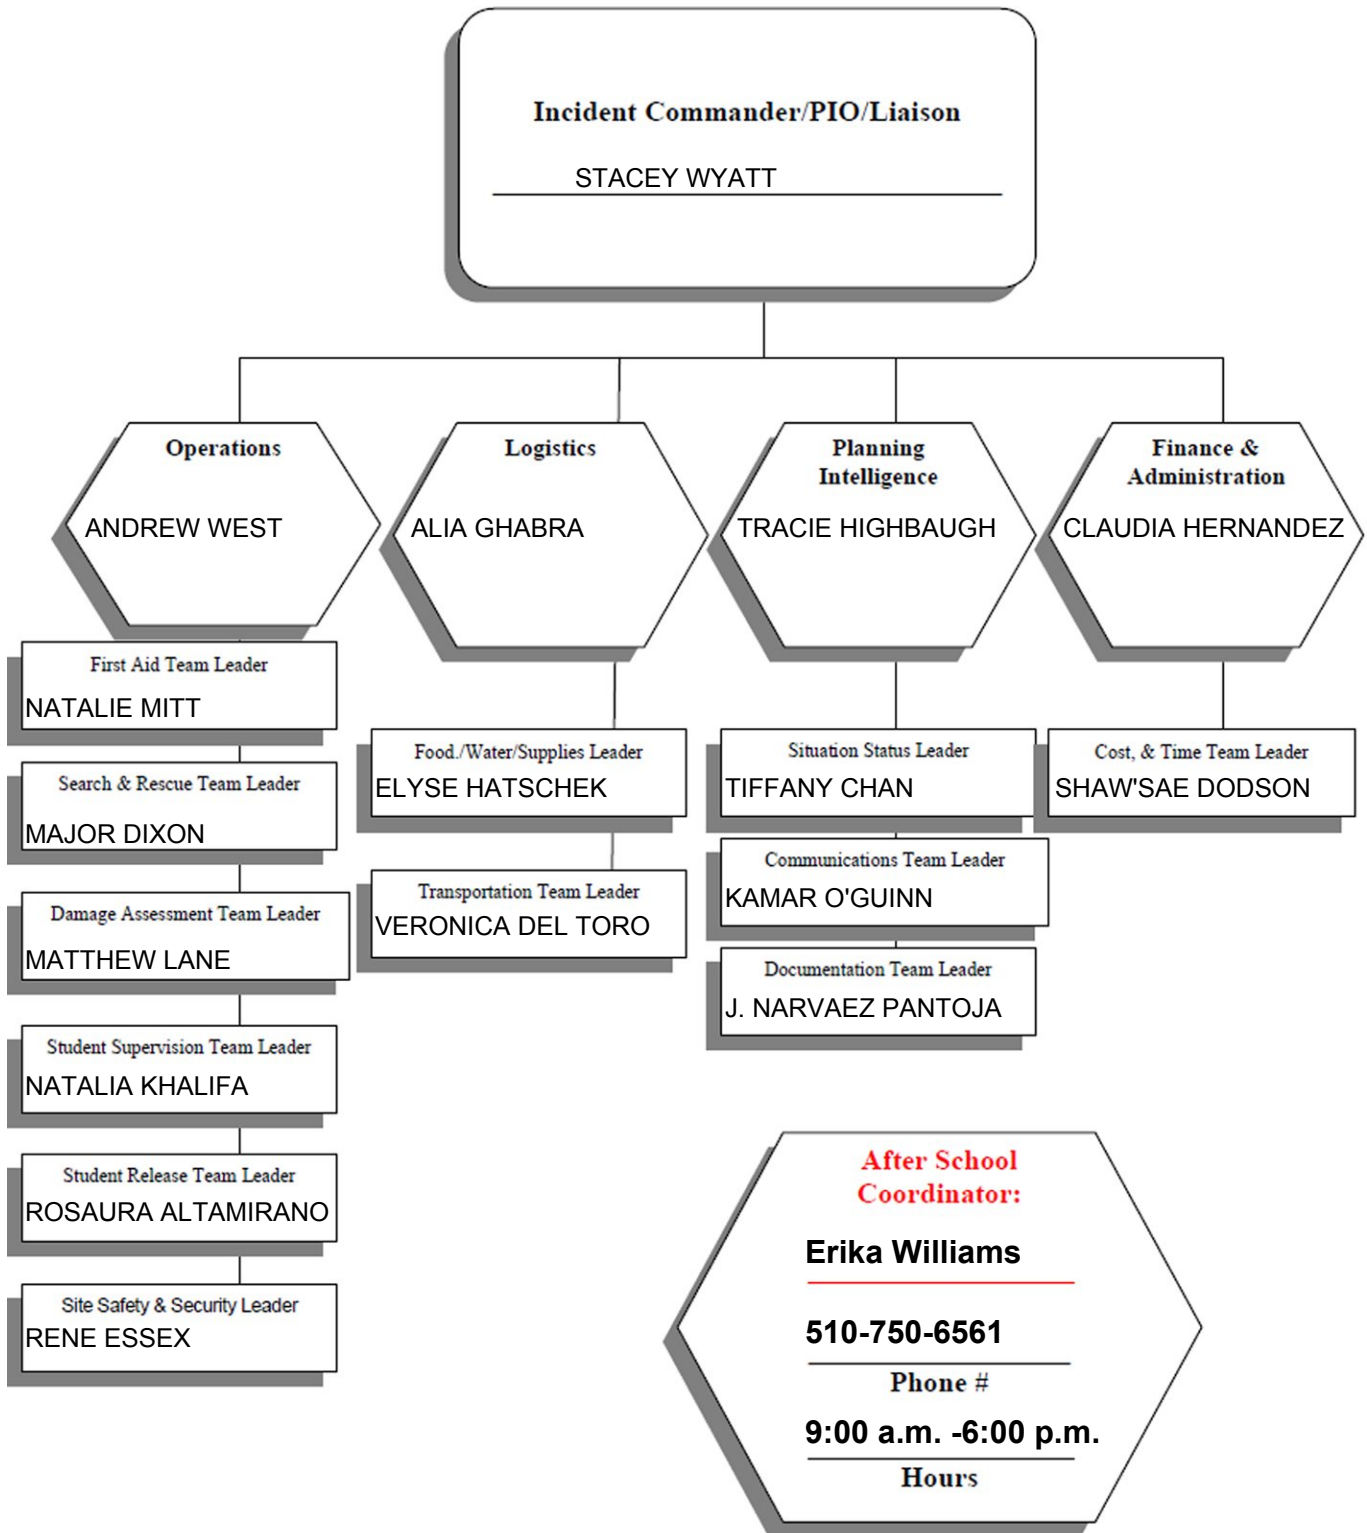 Incident Commander/PIO/Liaison
STACEY WYATT
Operations
ANDREW WEST
First Aid Team Leader
NATALIE MITT
Search & Rescue Team Leader
MAJOR DIXON
Damage Assessment Team Leader
MATTHEW LANE
Student Supervision Team Leader
NATALIA KHALIFA
Student Release Team Leader
ROSAURA ALTAMIRANO
Site Safety & Security Leader
RENE ESSEX
Logistics
ALIA GHABRA
Food./Water/Supplies Leader
ELYSE HATSCHEK
Transportation Team Leader
VERONICA DEL TORO
Planning
Intelligence
TRACIE HIGHBAUGH
Situation Status Leader
TIFFANY CHAN
Communications Team Leader
KAMAR O'GUINN
Documentation Team Leader
J. NARVAEZ PANTOJA
Finance &
Administration
CLAUDIA HERNANDEZ
Cost, & Time Team Leader
SHAW'SAE DODSON
After School
Coordinator:
Erika Williams
510-750-6561
Phone #
9:00 a.m. -6:00 p.m.
Hours